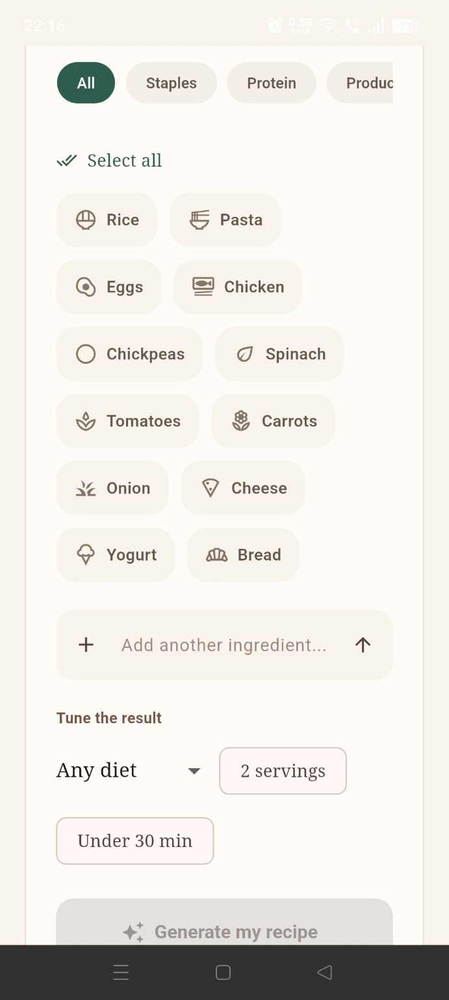 22:16 0.58 KB/S 71
All Staples Protein Produc
Select all
Rice Pasta
Eggs Chicken
Chickpeas Spinach
Tomatoes Carrots
Onion Cheese
Yogurt Bread
Add another ingredient...
Tune the result
Any diet 2 servings
Under 30 min
Generate my recipe